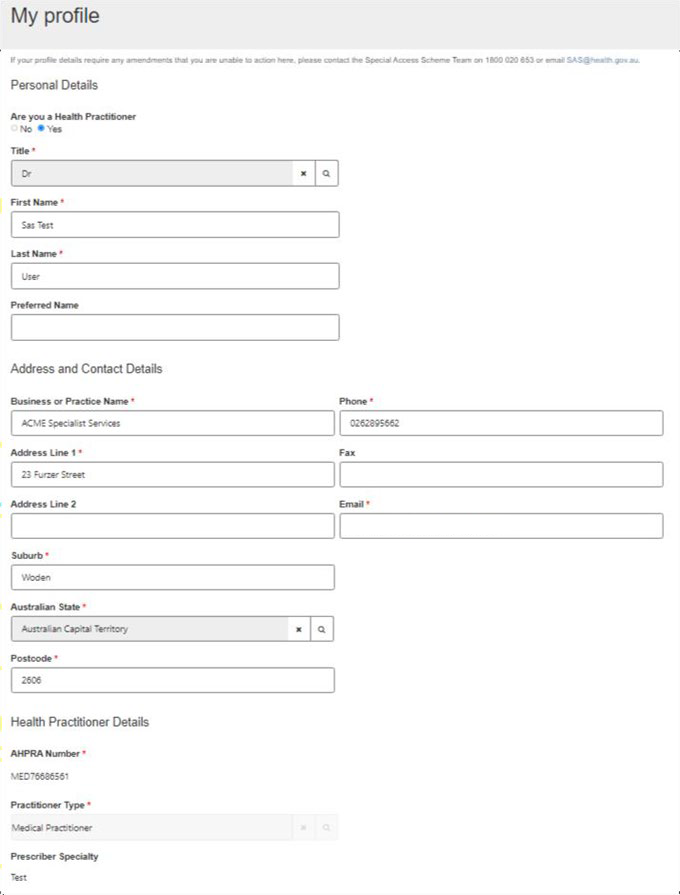 My profile
If your profile details require any amendments that you are unable to action here, please contact the Special Access Scheme Team on 1800 020 653 or email SAS@health.gov.au.
Personal Details
Are you a Health Practitioner
No Yes
Title *
Dr
First Name *
Sas Test
Last Name *
User
Preferred Name
Address and Contact Details
Business or Practice Name * Phone *
ACME Specialist Services 0262895662
Address Line 1 * Fax
23 Furzer Street
Address Line 2 Email *
Suburb *
Woden
Australian State *
Australian Capital Territory
Postcode *
2606
Health Practitioner Details
AHPRA Number *
MED76686561
Practitioner Type *
Medical Practitioner
Prescriber Specialty
Test